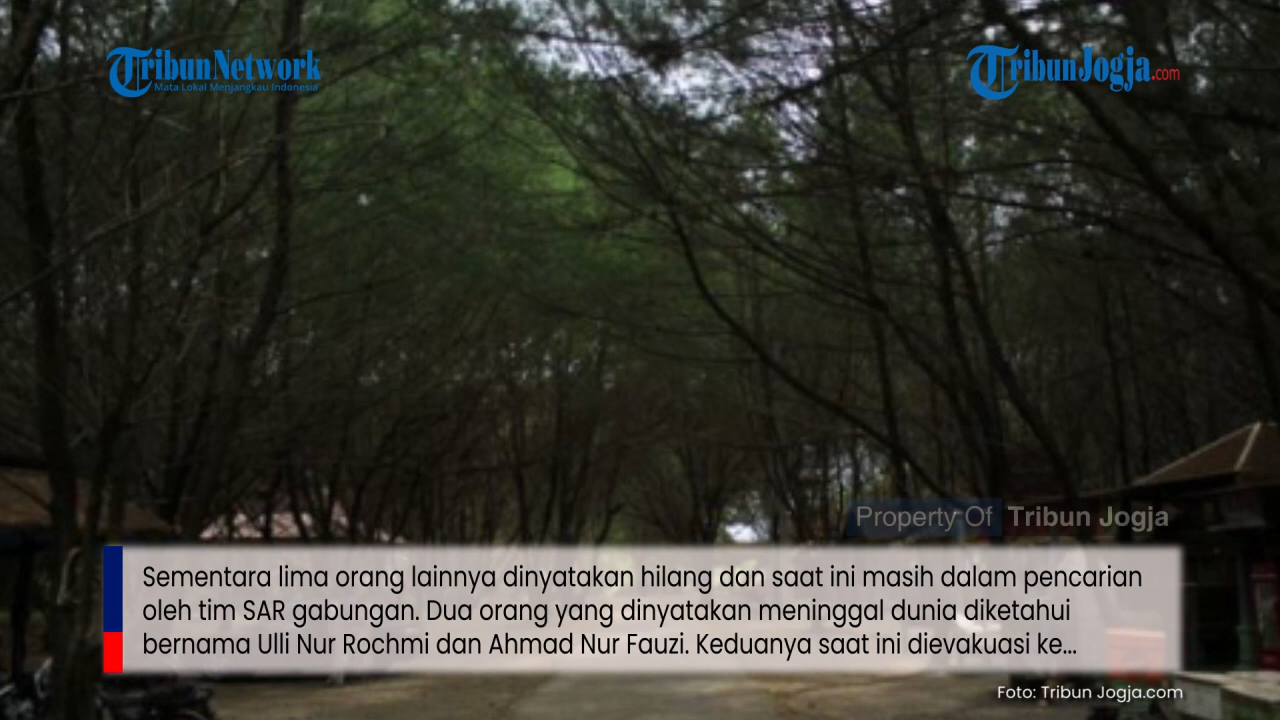 TribunNetwork
Mata Lokal Menjangkau Indonesia
TribunJogja.com
Property Of Tribun Jogja
Sementara lima orang lainnya dinyatakan hilang dan saat ini masih dalam pencarian
oleh tim SAR gabungan. Dua orang yang dinyatakan meninggal dunia diketahui
bernama Ulli Nur Rochmi dan Ahmad Nur Fauzi. Keduanya saat ini dievakuasi ke...
Foto: Tribun Jogja.com